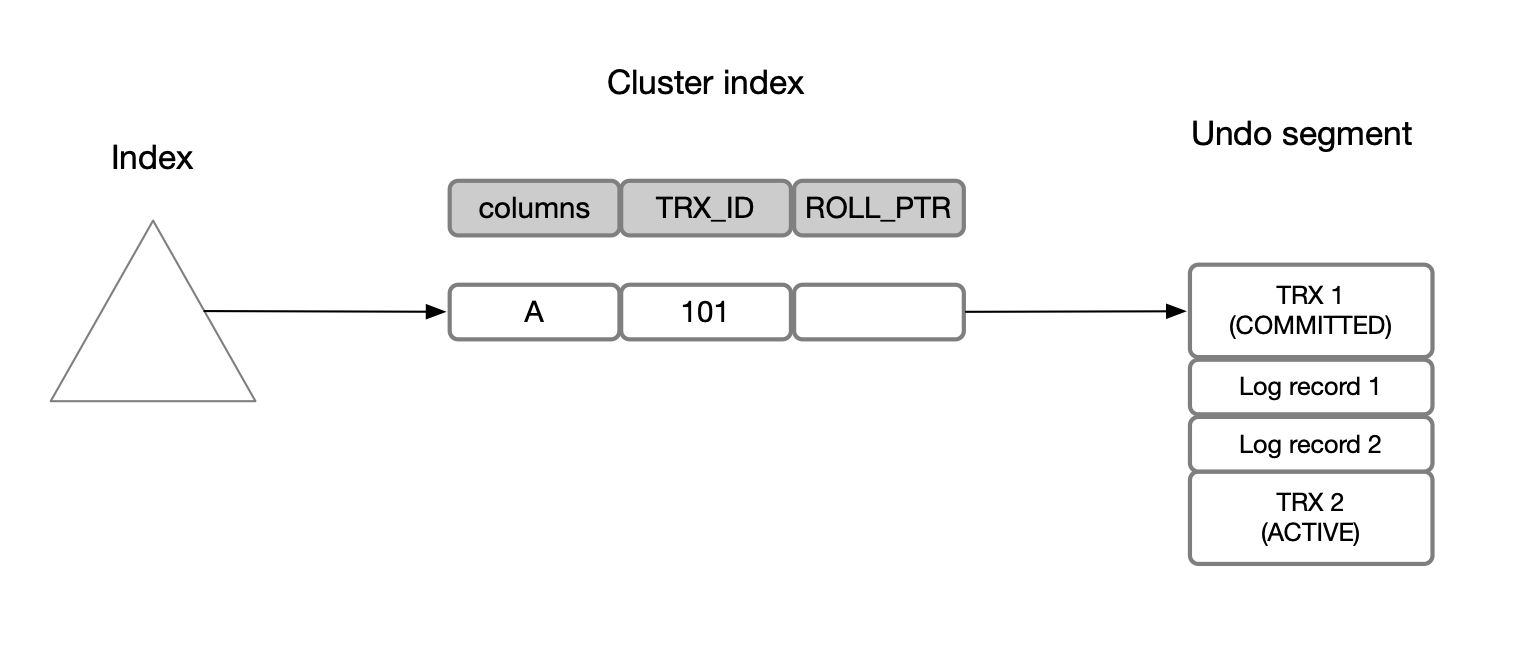 Cluster index
Undo segment
Index
columns TRX_ID ROLL_PTR
A 101
TRX 1
(COMMITTED)
Log record 1
Log record 2
TRX 2
(ACTIVE)